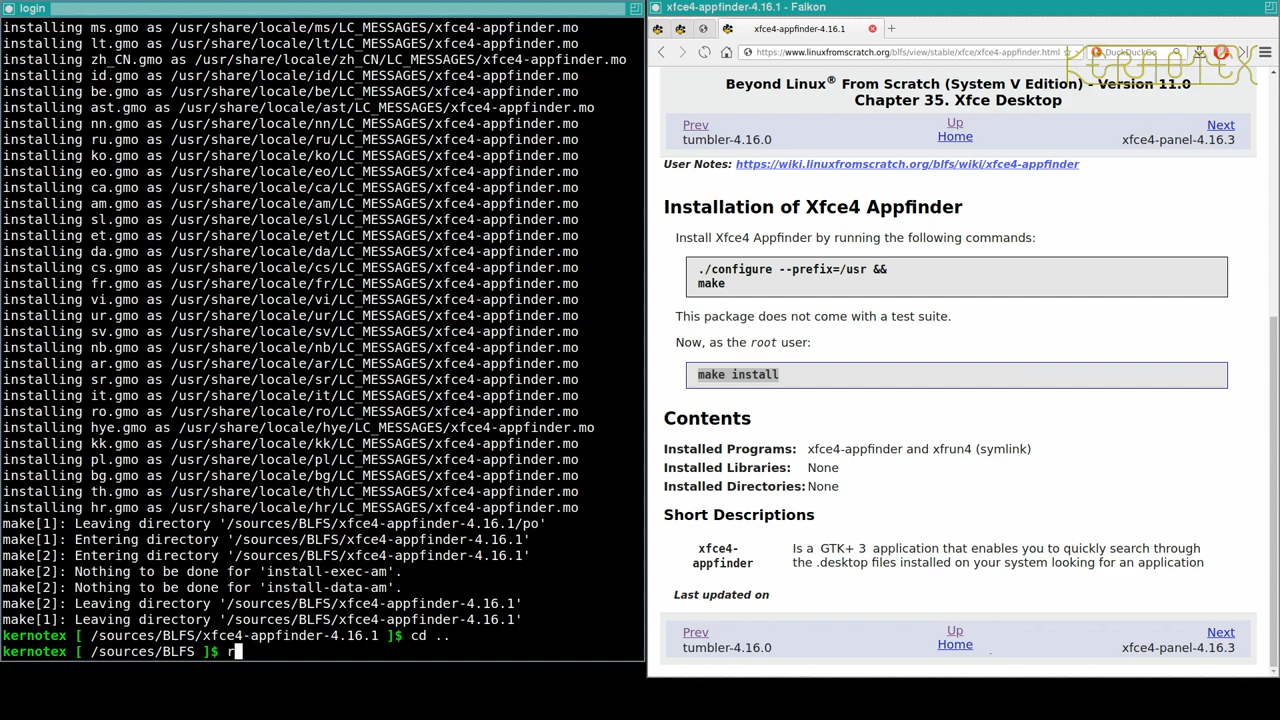 login
installing ms.gmo as /usr/share/locale/ms/LC_MESSAGES/xfce4-appfinder.mo
installing lt.gmo as /usr/share/locale/lt/LC_MESSAGES/xfce4-appfinder.mo
installing zh_CN.gmo as /usr/share/locale/zh_CN/LC_MESSAGES/xfce4-appfinder.mo
installing id.gmo as /usr/share/locale/id/LC_MESSAGES/xfce4-appfinder.mo
installing be.gmo as /usr/share/locale/be/LC_MESSAGES/xfce4-appfinder.mo
installing ast.gmo as /usr/share/locale/ast/LC_MESSAGES/xfce4-appfinder.mo
installing nn.gmo as /usr/share/locale/nn/LC_MESSAGES/xfce4-appfinder.mo
installing ru.gmo as /usr/share/locale/ru/LC_MESSAGES/xfce4-appfinder.mo
installing ko.gmo as /usr/share/locale/ko/LC_MESSAGES/xfce4-appfinder.mo
installing eo.gmo as /usr/share/locale/eo/LC_MESSAGES/xfce4-appfinder.mo
installing ca.gmo as /usr/share/locale/ca/LC_MESSAGES/xfce4-appfinder.mo
installing am.gmo as /usr/share/locale/am/LC_MESSAGES/xfce4-appfinder.mo
installing sl.gmo as /usr/share/locale/sl/LC_MESSAGES/xfce4-appfinder.mo
installing et.gmo as /usr/share/locale/et/LC_MESSAGES/xfce4-appfinder.mo
installing da.gmo as /usr/share/locale/da/LC_MESSAGES/xfce4-appfinder.mo
installing cs.gmo as /usr/share/locale/cs/LC_MESSAGES/xfce4-appfinder.mo
installing fr.gmo as /usr/share/locale/fr/LC_MESSAGES/xfce4-appfinder.mo
installing vi.gmo as /usr/share/locale/vi/LC_MESSAGES/xfce4-appfinder.mo
installing ur.gmo as /usr/share/locale/ur/LC_MESSAGES/xfce4-appfinder.mo
installing sv.gmo as /usr/share/locale/sv/LC_MESSAGES/xfce4-appfinder.mo
installing nb.gmo as /usr/share/locale/nb/LC_MESSAGES/xfce4-appfinder.mo
installing ar.gmo as /usr/share/locale/ar/LC_MESSAGES/xfce4-appfinder.mo
installing sr.gmo as /usr/share/locale/sr/LC_MESSAGES/xfce4-appfinder.mo
installing it.gmo as /usr/share/locale/it/LC_MESSAGES/xfce4-appfinder.mo
installing ro.gmo as /usr/share/locale/ro/LC_MESSAGES/xfce4-appfinder.mo
installing hye.gmo as /usr/share/locale/hye/LC_MESSAGES/xfce4-appfinder.mo
installing kk.gmo as /usr/share/locale/kk/LC_MESSAGES/xfce4-appfinder.mo
installing pl.gmo as /usr/share/locale/pl/LC_MESSAGES/xfce4-appfinder.mo
installing bg.gmo as /usr/share/locale/bg/LC_MESSAGES/xfce4-appfinder.mo
installing th.gmo as /usr/share/locale/th/LC_MESSAGES/xfce4-appfinder.mo
installing hr.gmo as /usr/share/locale/hr/LC_MESSAGES/xfce4-appfinder.mo
make[1]: Leaving directory '/sources/BLFS/xfce4-appfinder-4.16.1/po'
make[1]: Entering directory '/sources/BLFS/xfce4-appfinder-4.16.1'
make[2]: Entering directory '/sources/BLFS/xfce4-appfinder-4.16.1'
make[2]: Nothing to be done for 'install-exec-am'.
make[2]: Nothing to be done for 'install-data-am'.
make[2]: Leaving directory '/sources/BLFS/xfce4-appfinder-4.16.1'
make[1]: Leaving directory '/sources/BLFS/xfce4-appfinder-4.16.1'
kernotex [ /sources/BLFS/xfce4-appfinder-4.16.1 ]$ cd ..
kernotex [ /sources/BLFS ]$ r
xfce4-appfinder-4.16.1 - Falkon
xfce4-appfinder-4.16.1
https://www.linuxfromscratch.org/blfs/view/stable/xfce/xfce4-appfinder.html
DuckDuckGo
KERNOTEX
Beyond Linux® From Scratch (System V Edition) - Version 11.0
Chapter 35. Xfce Desktop
Prev Up Next
tumbler-4.16.0 Home xfce4-panel-4.16.3
User Notes: https://wiki.linuxfromscratch.org/blfs/wiki/xfce4-appfinder
Installation of Xfce4 Appfinder
Install Xfce4 Appfinder by running the following commands:
./configure --prefix=/usr &&
make
This package does not come with a test suite.
Now, as the root user:
make install
Contents
Installed Programs: xfce4-appfinder and xfrun4 (symlink)
Installed Libraries: None
Installed Directories: None
Short Descriptions
xfce4-appfinder Is a GTK+ 3 application that enables you to quickly search through
the .desktop files installed on your system looking for an application
Last updated on
Prev Up Next
tumbler-4.16.0 Home xfce4-panel-4.16.3